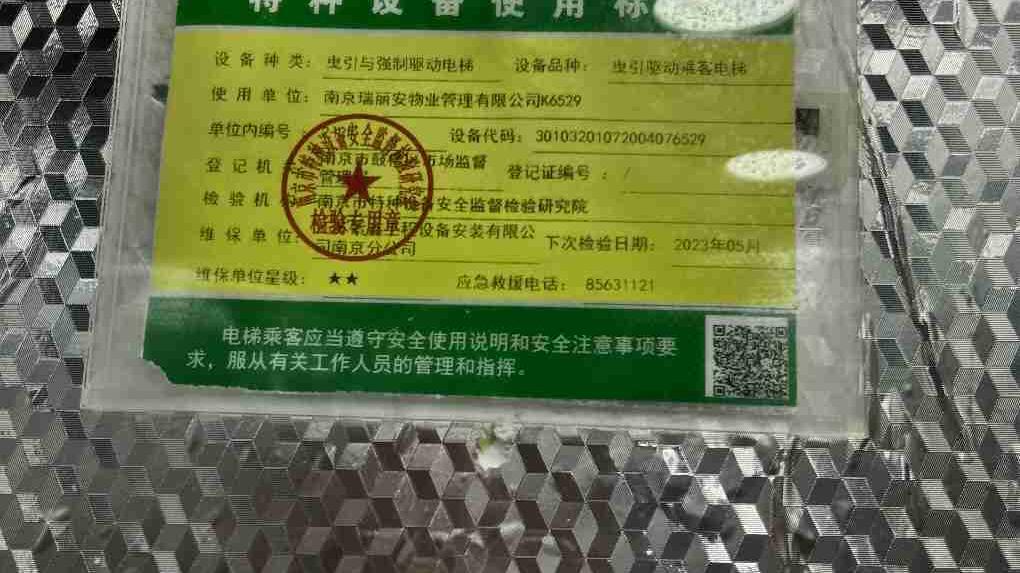 特种设备使用标
设备种类: 曳引与强制驱动电梯 设备品种: 曳引驱动乘客电梯
使用单位: 南京瑞丽安物业管理有限公司K6529
单位内编号 设备代码: 30103201072004076529
登记机 南京市鼓 市场监督 登记证编号 : /
管理
检验机 南京市特种设备安全监督检验研究院
维保单位: 程设备安装有限公 下次检验日期: 2023年05月
司南京分公司
维保单位星级: ★★ 应急救援电话: 85631121
电梯乘客应当遵守安全使用说明和安全注意事项要
求，服从有关工作人员的管理和指挥。